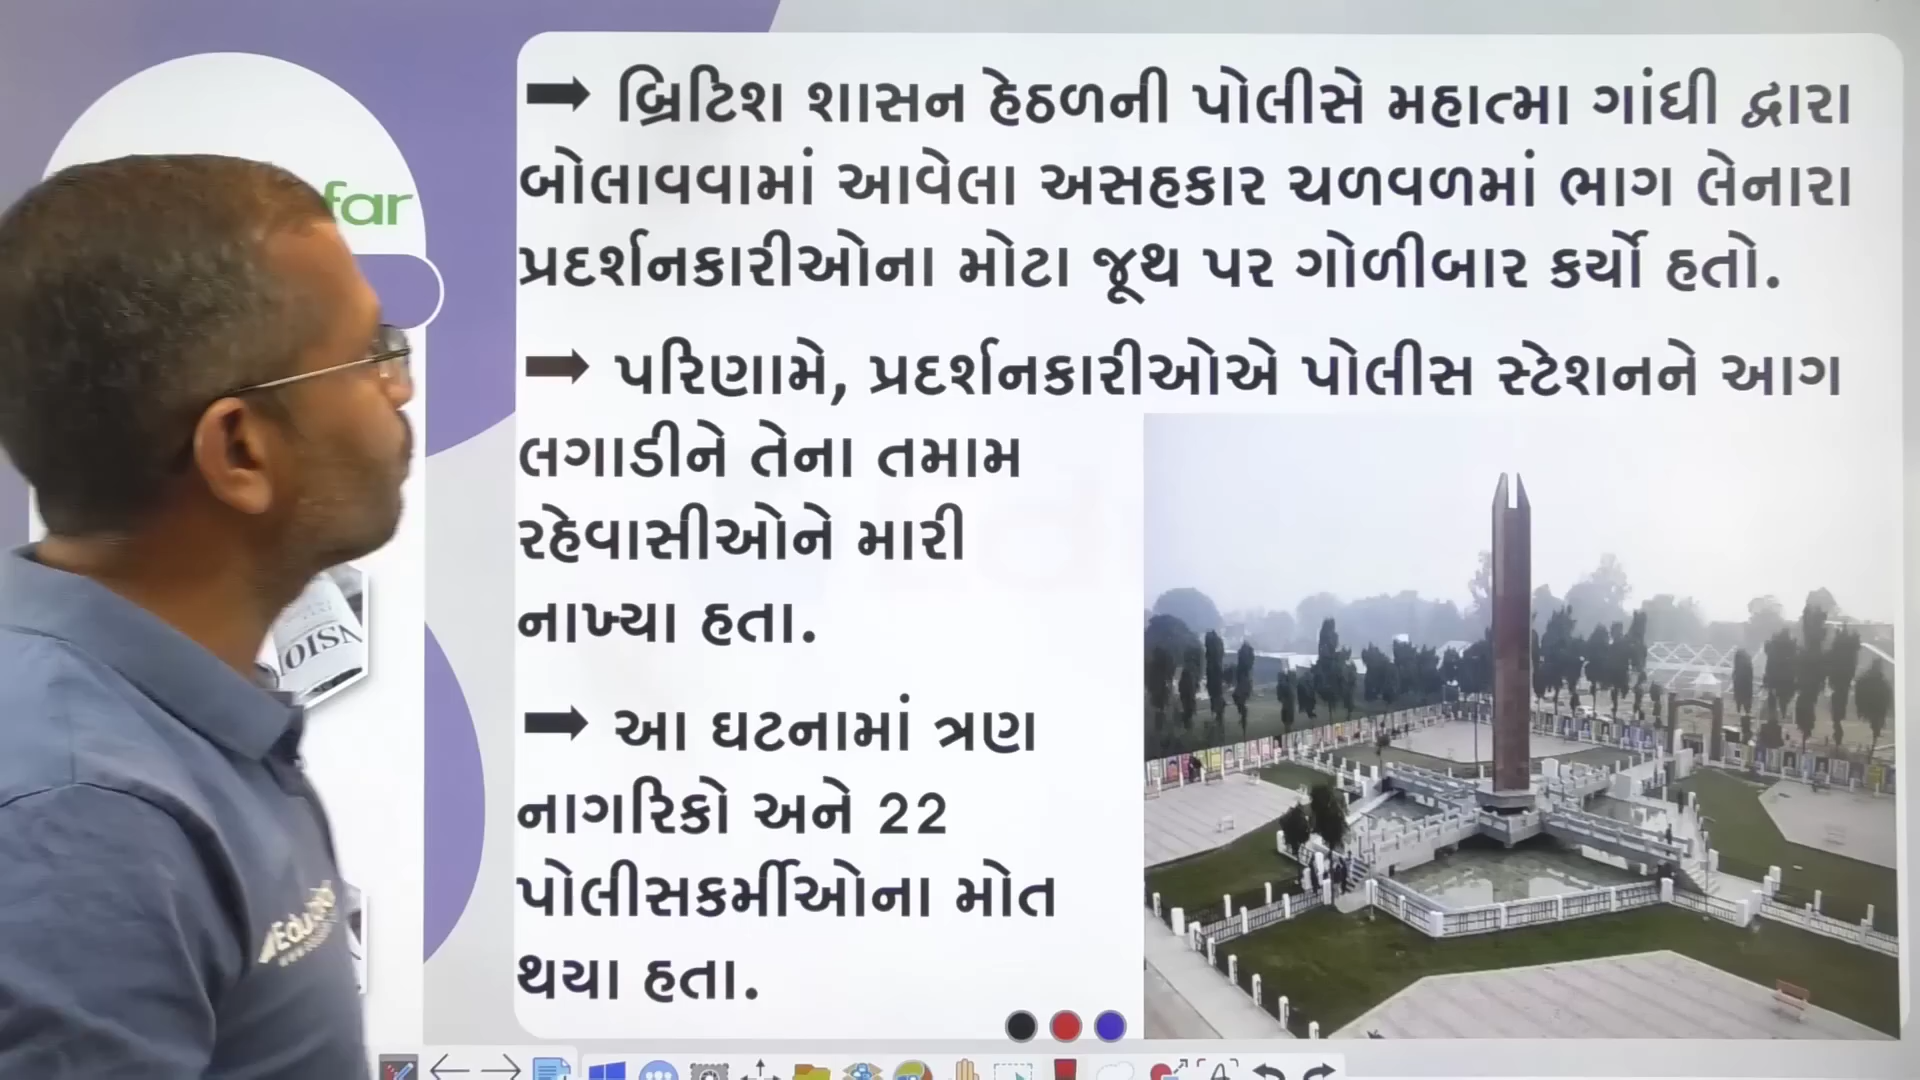 far
➡ બ્રિટિશ શાસન હેઠળની પોલીસે મહાત્મા ગાંધી દ્વારા
બોલાવવામાં આવેલા અસહકાર ચળવળમાં ભાગ લેનારા
પ્રદર્શનકારીઓના મોટા જૂથ પર ગોળીબાર કર્યો હતો.
➡ પરિણામે, પ્રદર્શનકારીઓએ પોલીસ સ્ટેશનને આગ
લગાડીને તેના તમામ
રહેવાસીઓને મારી
નાખ્યા હતા.
➡ આ ઘટનામાં ત્રણ
નાગરિકો અને 22
પોલીસકર્મીઓના મોત
થયા હતા.